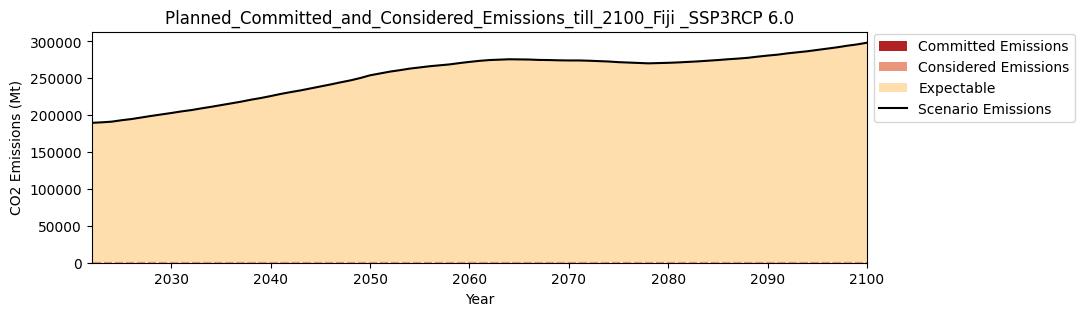 Planned_Committed_and_Considered_Emissions_till_2100_Fiji _SSP3RCP 6.0
CO2 Emissions (Mt)
300000
250000
200000
150000
100000
50000
0
2030 2040 2050 2060 2070 2080 2090 2100
Year
Committed Emissions
Considered Emissions
Expectable
Scenario Emissions